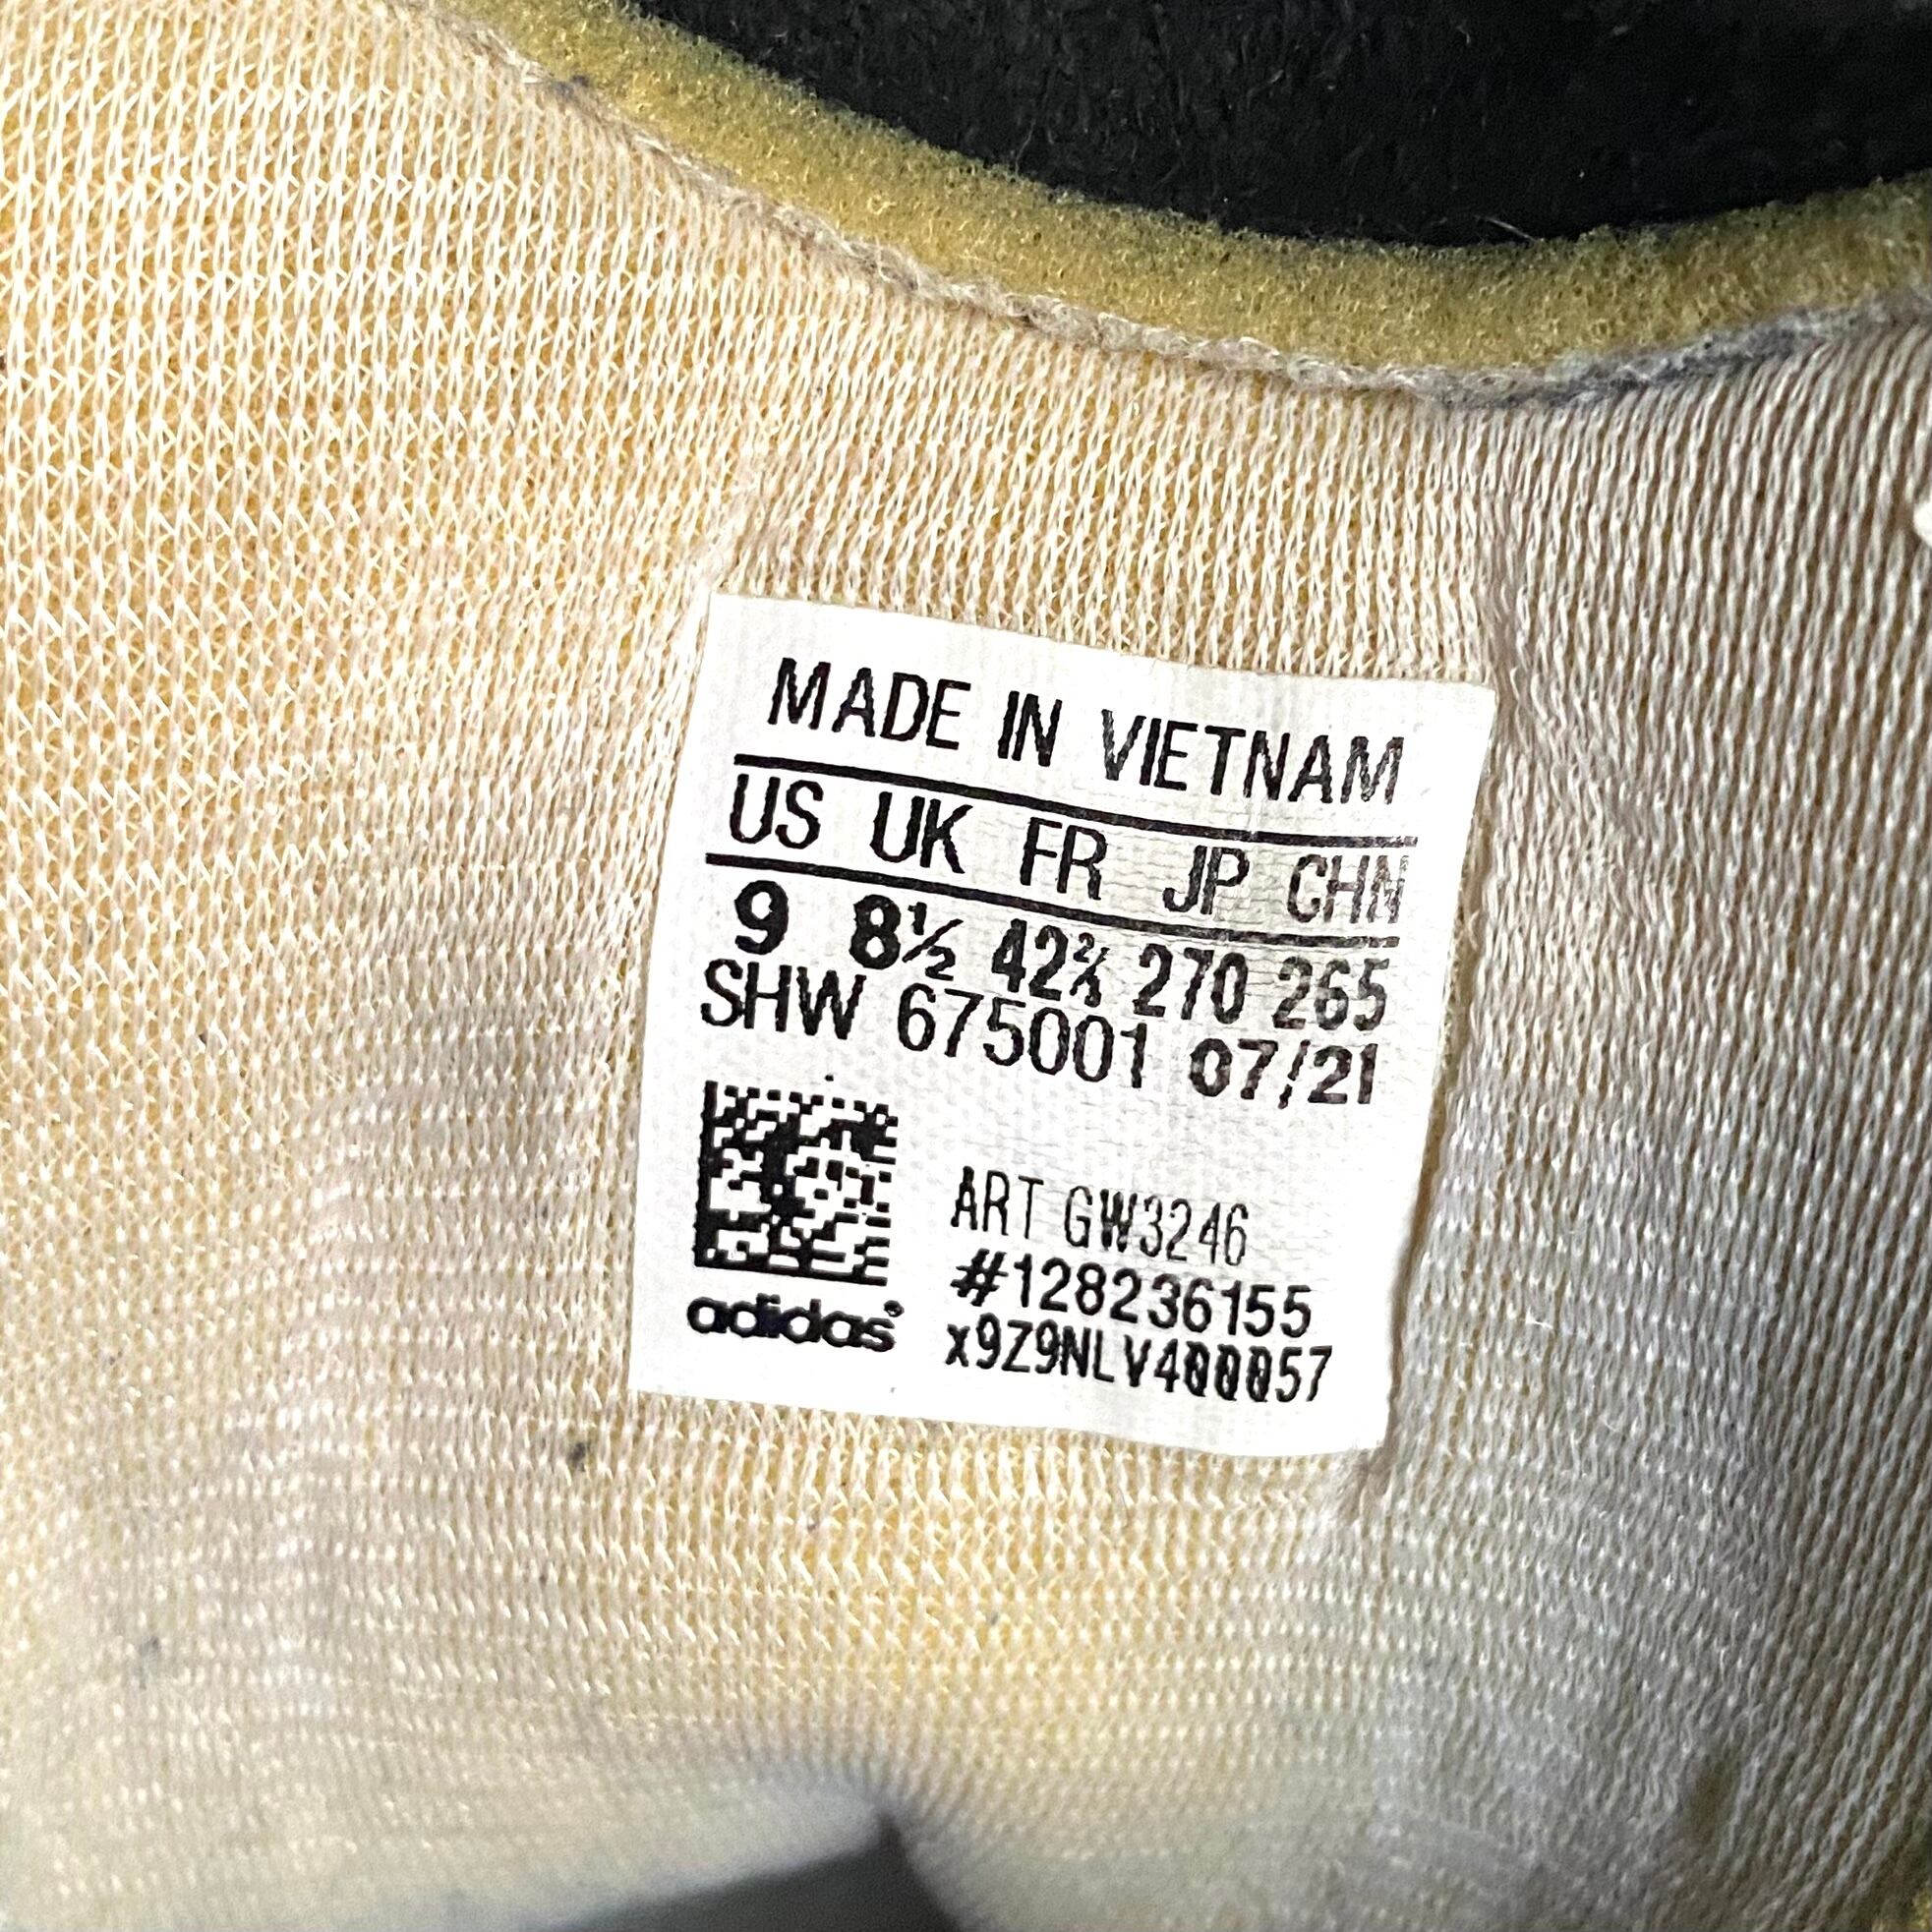 MADE IN VIETNAM
US UK FR JP CHN
9 8½ 42⅔ 270 265
SHW 675001 07/21
ART GW3246
#128236155
adidas® x9Z9NLV400057